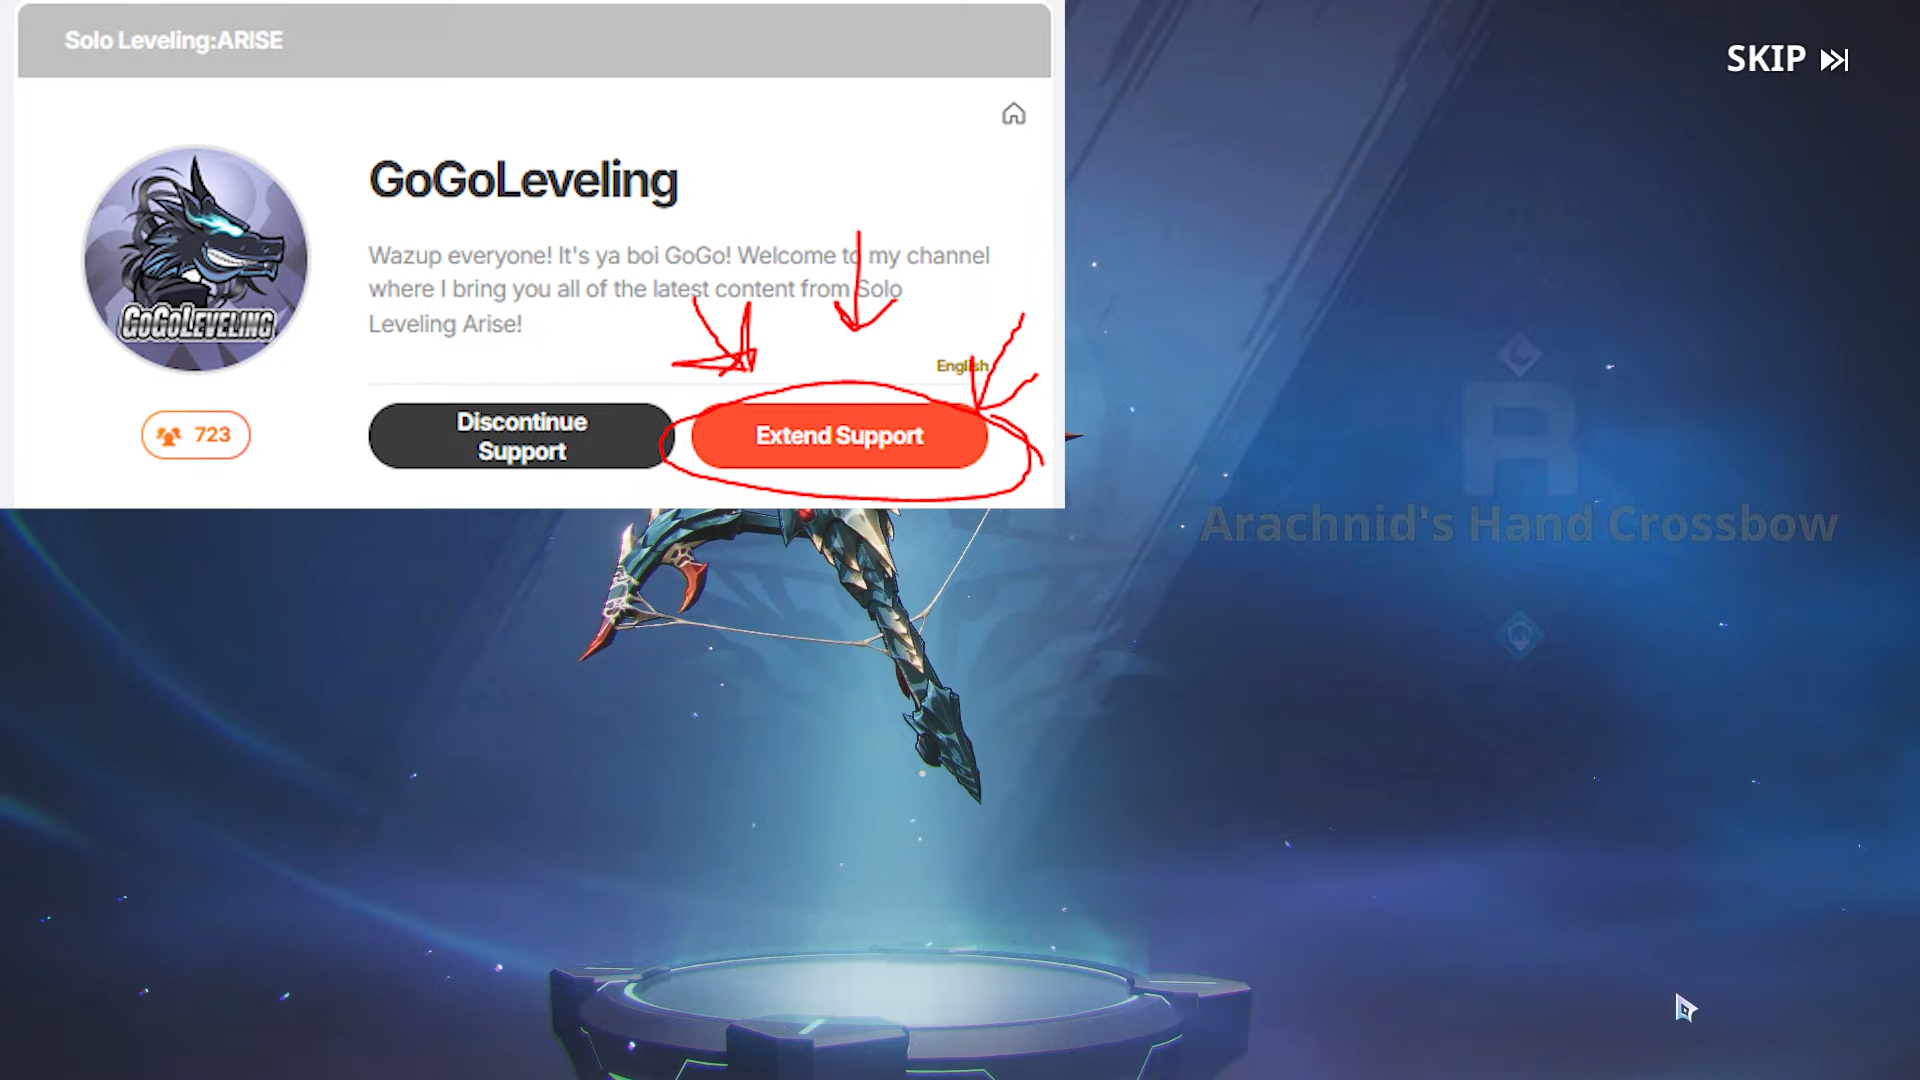 Solo Leveling:ARISE
SKIP
GoGoLeveling
Wazup everyone! It's ya boi GoGo! Welcome to my channel
where I bring you all of the latest content from Solo
Leveling Arise!
GOGOLEVELING
English
723
Discontinue
Support
Extend Support
R
Arachnid's Hand Crossbow